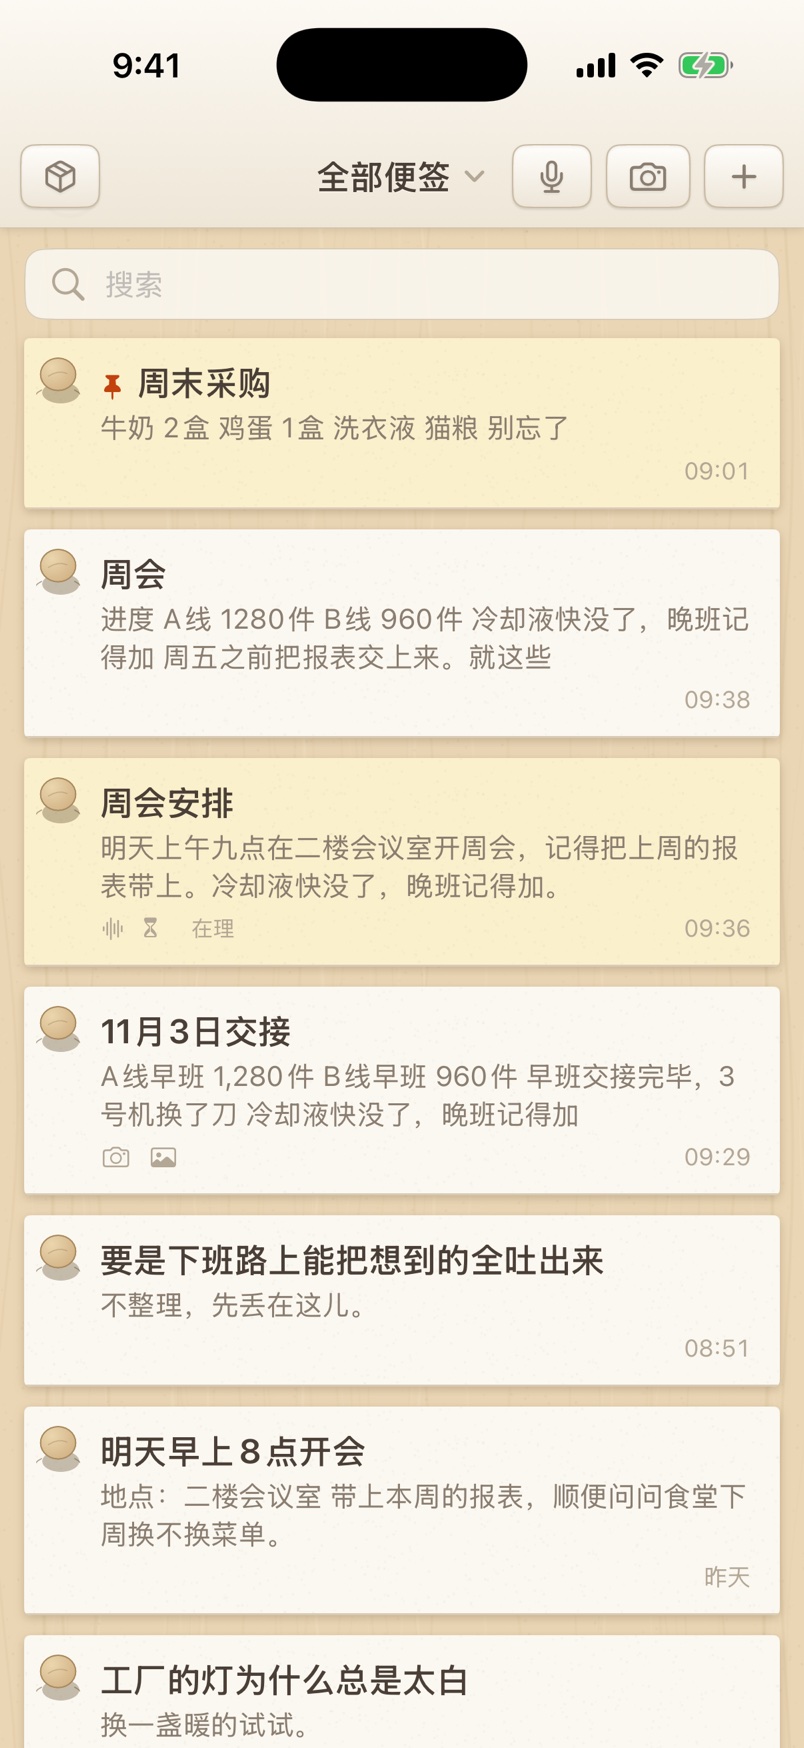 9:41
全部便签
搜索
周末采购
牛奶 2盒 鸡蛋 1盒 洗衣液 猫粮 别忘了
09:01
周会
进度 A线 1280件 B线 960件 冷却液快没了，晚班记
得加 周五之前把报表交上来。就这些
09:38
周会安排
明天上午九点在二楼会议室开周会，记得把上周的报
表带上。冷却液快没了，晚班记得加。
在理
09:36
11月3日交接
A线早班 1,280件 B线早班 960件 早班交接完毕，3
号机换了刀 冷却液快没了，晚班记得加
09:29
要是下班路上能把想到的全吐出来
不整理，先丢在这儿。
08:51
明天早上8点开会
地点：二楼会议室 带上本周的报表，顺便问问食堂下
周换不换菜单。
昨天
工厂的灯为什么总是太白
换一盏暖的试试。